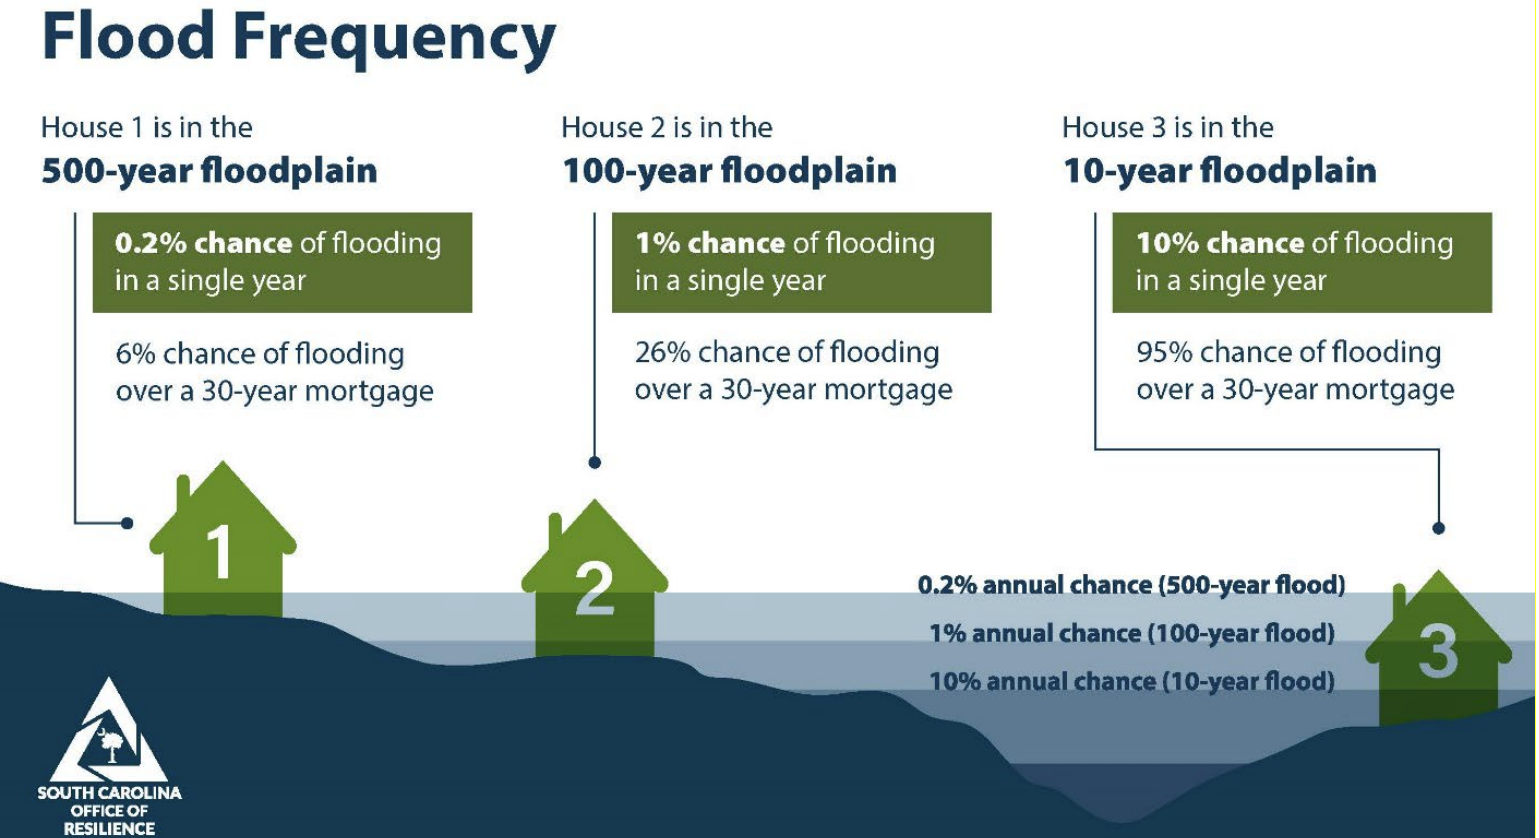 Flood Frequency
House 1 is in the
500-year floodplain
0.2% chance of flooding
in a single year
6% chance of flooding
over a 30-year mortgage
House 2 is in the
100-year floodplain
1% chance of flooding
in a single year
26% chance of flooding
over a 30-year mortgage
House 3 is in the
10-year floodplain
10% chance of flooding
in a single year
95% chance of flooding
over a 30-year mortgage
1
2
3
0.2% annual chance (500-year flood)
1% annual chance (100-year flood)
10% annual chance (10-year flood)
SOUTH CAROLINA
OFFICE OF
RESILIENCE